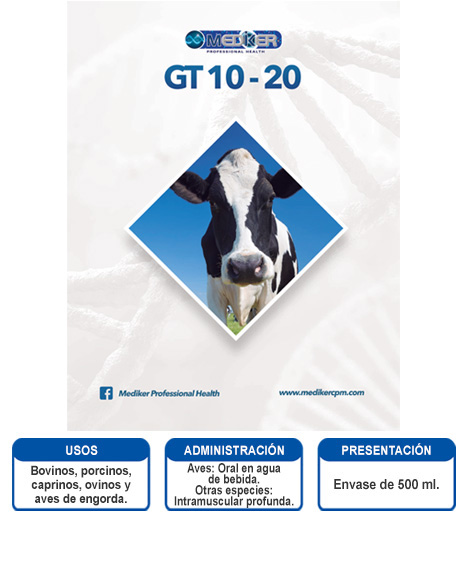 MEDIKER
PROFESSIONAL HEALTH
GT 10 - 20
Mediker Professional Health
www.medikercpm.com
USOS
Bovinos, porcinos,
caprinos, ovinos y
aves de engorda.
ADMINISTRACIÓN
Aves: Oral en agua
de bebida.
Otras especies:
Intramuscular profunda.
PRESENTACIÓN
Envase de 500 ml.